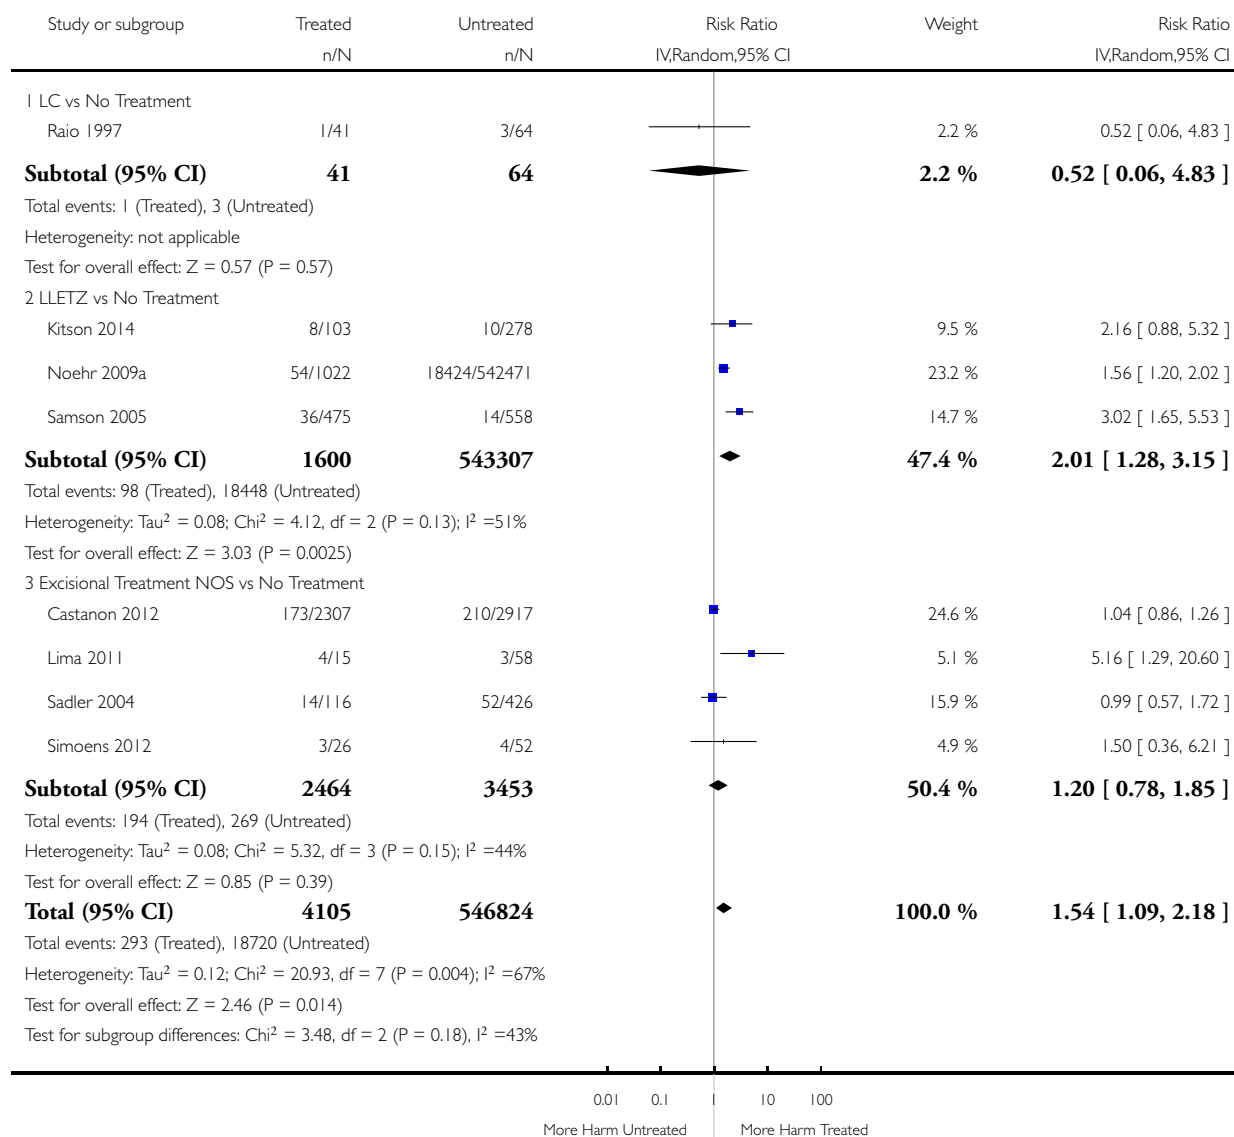 Study or subgroup Treated Untreated Risk Ratio Weight Risk Ratio
n/N n/N IV,Random,95% CI IV,Random,95% CI
1 LC vs No Treatment
Raio 1997 1/41 3/64 2.2 % 0.52 [ 0.06, 4.83 ]
Subtotal (95% CI) 41 64 2.2 % 0.52 [ 0.06, 4.83 ]
Total events: 1 (Treated), 3 (Untreated)
Heterogeneity: not applicable
Test for overall effect: Z = 0.57 (P = 0.57)
2 LLETZ vs No Treatment
Kitson 2014 8/103 10/278 9.5 % 2.16 [ 0.88, 5.32 ]
Noehr 2009a 54/1022 18424/542471 23.2 % 1.56 [ 1.20, 2.02 ]
Samson 2005 36/475 14/558 14.7 % 3.02 [ 1.65, 5.53 ]
Subtotal (95% CI) 1600 543307 47.4 % 2.01 [ 1.28, 3.15 ]
Total events: 98 (Treated), 18448 (Untreated)
Heterogeneity: Tau² = 0.08; Chi² = 4.12, df = 2 (P = 0.13); I² =51%
Test for overall effect: Z = 3.03 (P = 0.0025)
3 Excisional Treatment NOS vs No Treatment
Castanon 2012 173/2307 210/2917 24.6 % 1.04 [ 0.86, 1.26 ]
Lima 2011 4/15 3/58 5.1 % 5.16 [ 1.29, 20.60 ]
Sadler 2004 14/116 52/426 15.9 % 0.99 [ 0.57, 1.72 ]
Simoens 2012 3/26 4/52 4.9 % 1.50 [ 0.36, 6.21 ]
Subtotal (95% CI) 2464 3453 50.4 % 1.20 [ 0.78, 1.85 ]
Total events: 194 (Treated), 269 (Untreated)
Heterogeneity: Tau² = 0.08; Chi² = 5.32, df = 3 (P = 0.15); I² =44%
Test for overall effect: Z = 0.85 (P = 0.39)
Total (95% CI) 4105 546824 100.0 % 1.54 [ 1.09, 2.18 ]
Total events: 293 (Treated), 18720 (Untreated)
Heterogeneity: Tau² = 0.12; Chi² = 20.93, df = 7 (P = 0.004); I² =67%
Test for overall effect: Z = 2.46 (P = 0.014)
Test for subgroup differences: Chi² = 3.48, df = 2 (P = 0.18), I² =43%
0.01 0.1 1 10 100
More Harm Untreated More Harm Treated